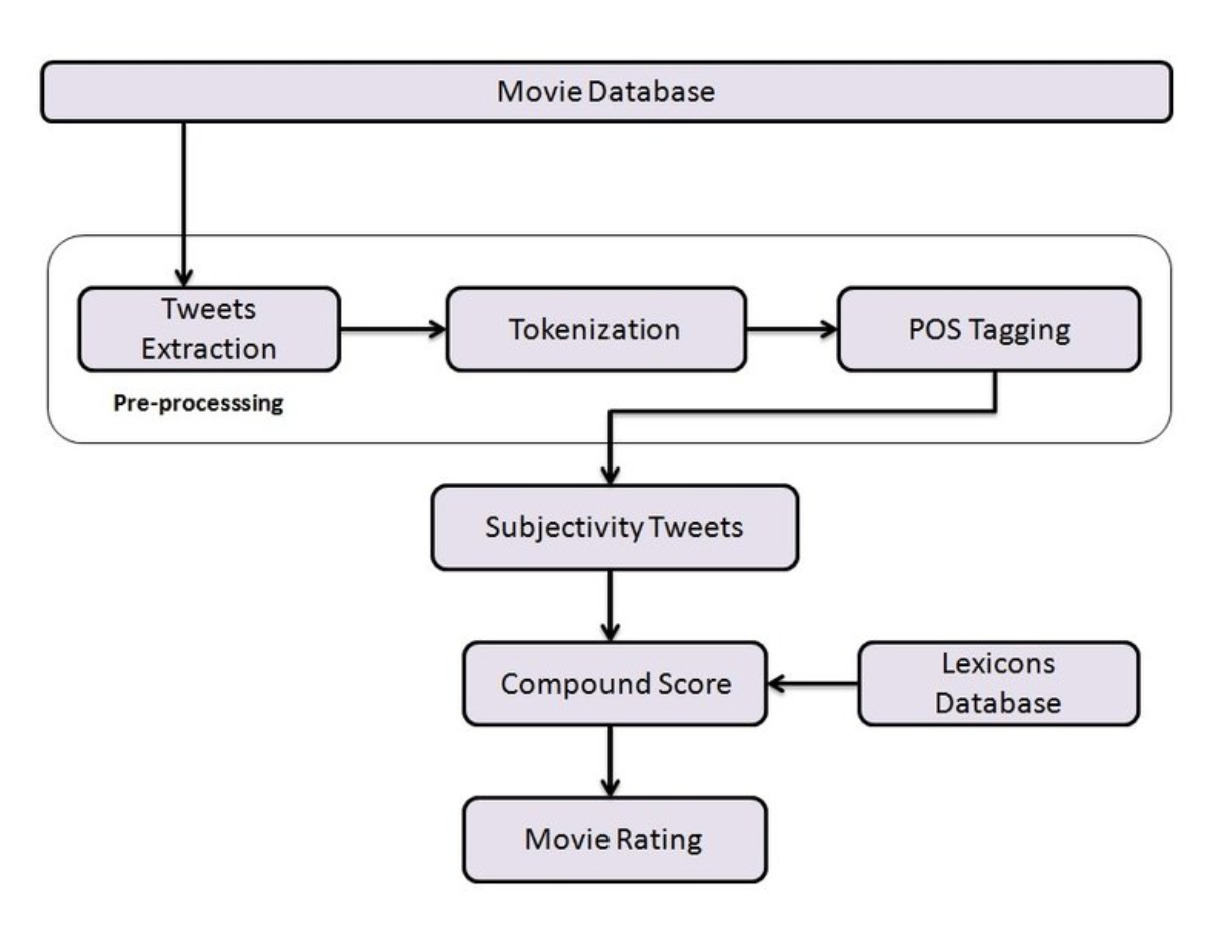 Movie Database
Tweets
Extraction
Tokenization
POS Tagging
Pre-processsing
Subjectivity Tweets
Compound Score
Lexicons
Database
Movie Rating